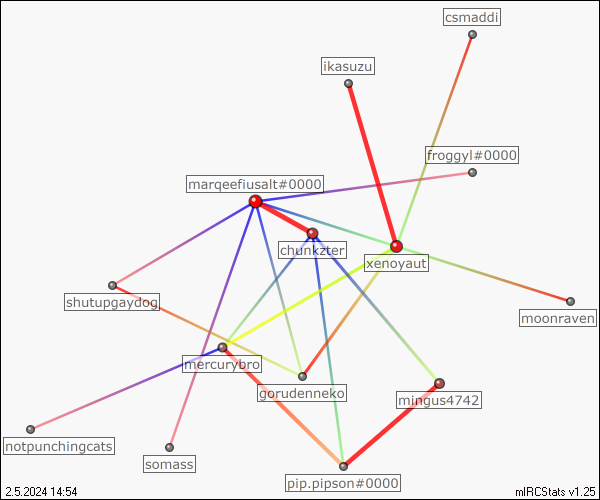 csmaddi
ikasuzu
froggyl#0000
marqeefiusalt#0000
chunkzter
xenoyaut
shutupgaydog
moonraven
mercurybro
gorudenneko
mingus4742
notpunchingcats
somass
pip.pipson#0000
2.5.2024 14:54
mIRCStats v1.25